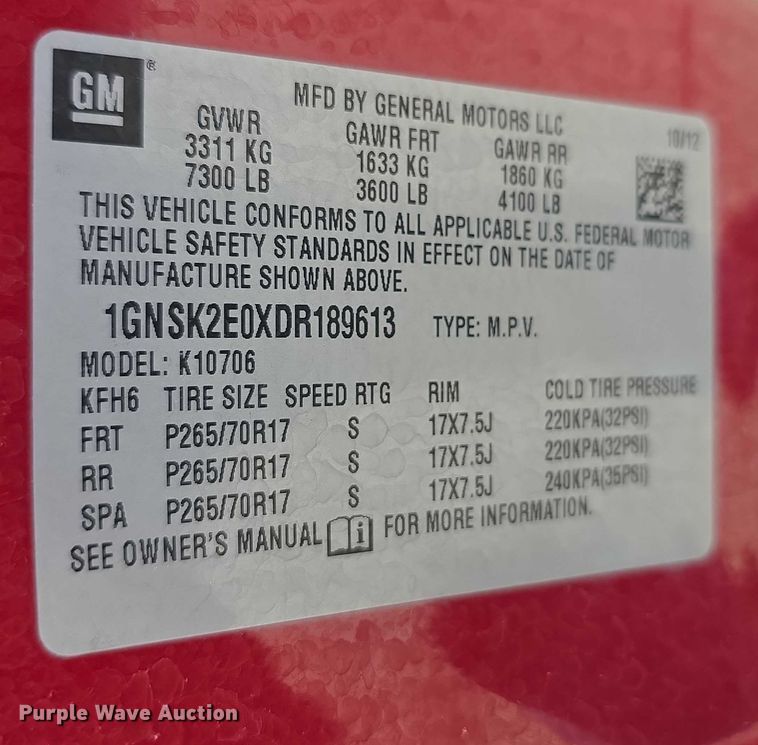 GM ®
MFD BY GENERAL MOTORS LLC
10/12
GVWR GAWR FRT GAWR RR
3311 KG 1633 KG 1860 KG
7300 LB 3600 LB 4100 LB
THIS VEHICLE CONFORMS TO ALL APPLICABLE U.S. FEDERAL MOTOR
VEHICLE SAFETY STANDARDS IN EFFECT ON THE DATE OF
MANUFACTURE SHOWN ABOVE.
1GNSK2E0XDR189613 TYPE: M.P.V.
MODEL: K10706
KFH6 TIRE SIZE SPEED RTG RIM COLD TIRE PRESSURE
FRT P265/70R17 S 17X7.5J 220KPA(32PSI)
RR P265/70R17 S 17X7.5J 220KPA(32PSI)
SPA P265/70R17 S 17X7.5J 240KPA(35PSI)
SEE OWNER'S MANUAL i FOR MORE INFORMATION.
Purple Wave Auction